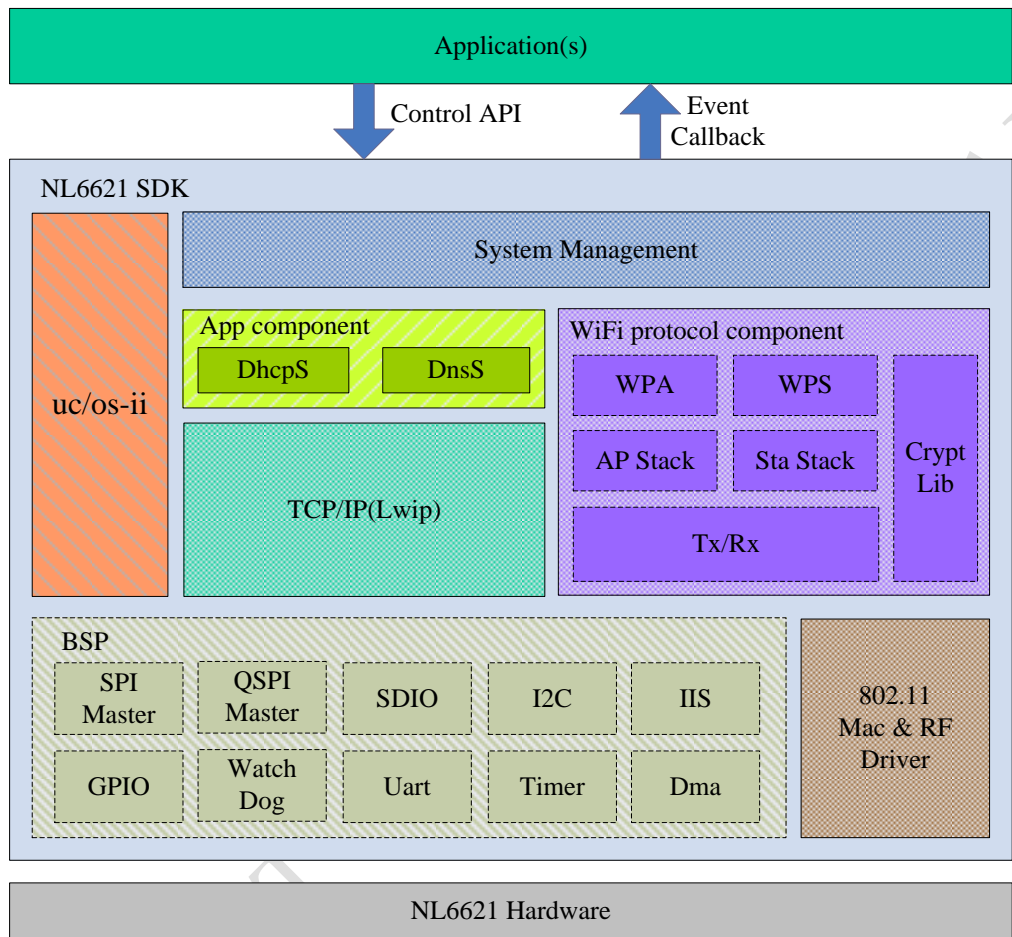 Application(s)
Control API
Event
Callback
NL6621 SDK
uc/os-ii
System Management
App component
DhcpS
DnsS
TCP/IP(Lwip)
WiFi protocol component
WPA
WPS
AP Stack
Sta Stack
Crypt
Lib
Tx/Rx
BSP
SPI
Master
QSPI
Master
SDIO
I2C
IIS
GPIO
Watch
Dog
Uart
Timer
Dma
802.11
Mac & RF
Driver
NL6621 Hardware